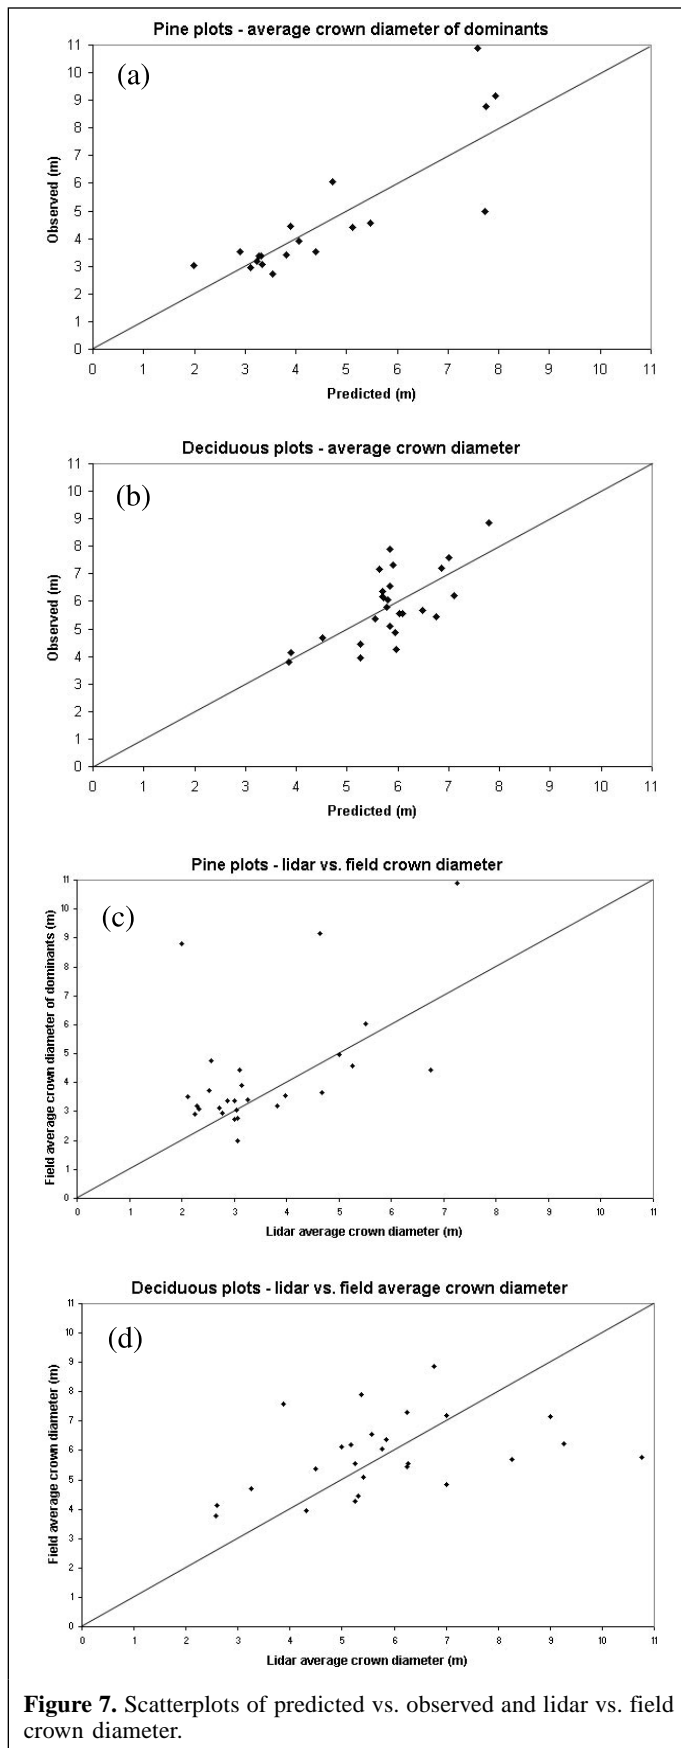 Pine plots - average crown diameter of dominants
(a)
Observed (m)
11
10
9
8
7
6
5
4
3
2
1
0
0 1 2 3 4 5 6 7 8 9 10 11
Predicted (m)
Deciduous plots - average crown diameter
(b)
Observed (m)
11
10
9
8
7
6
5
4
3
2
1
0
0 1 2 3 4 5 6 7 8 9 10 11
Predicted (m)
Pine plots - lidar vs. field crown diameter
(c)
Field average crown diameter of dominants (m)
11
10
9
8
7
6
5
4
3
2
1
0
0 1 2 3 4 5 6 7 8 9 10 11
Lidar average crown diameter (m)
Deciduous plots - lidar vs. field average crown diameter
(d)
Field average crown diameter (m)
11
10
9
8
7
6
5
4
3
2
1
0
0 1 2 3 4 5 6 7 8 9 10 11
Lidar average crown diameter (m)
Figure 7. Scatterplots of predicted vs. observed and lidar vs. field
crown diameter.